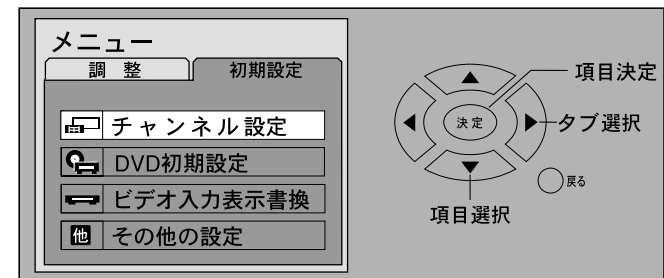 メニュー
調 整
初期設定
チャンネル設定
DVD初期設定
ビデオ入力表示書換
他 その他の設定
項目決定
決定
タブ選択
戻る
項目選択